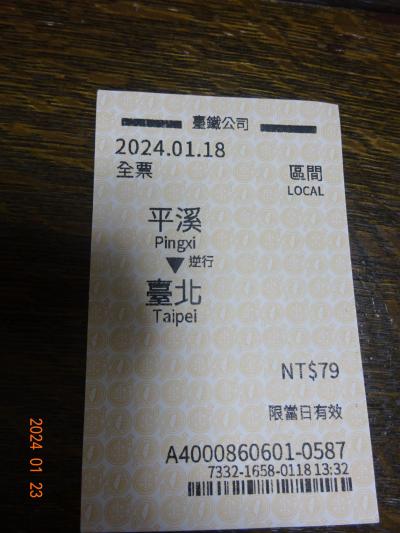 臺鐵公司
2024.01.18
全票 區間
LOCAL
平溪
Pingxi
▼逆行
臺北
Taipei
NT$79
限當日有效
A4000860601-0587
7332-1658-0118 13:32
2024 01 23